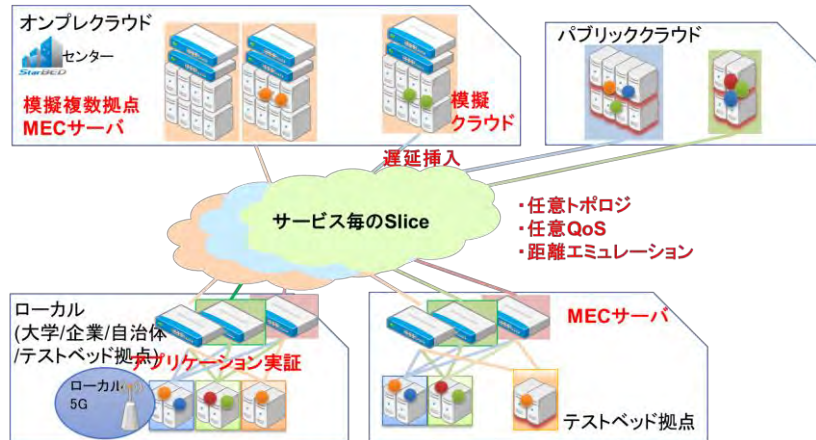 オンプレクラウド
StarBED
センター
模擬複数拠点
MECサーバ
模擬
クラウド
パブリッククラウド
遅延挿入
サービス毎のSlice
・任意トポロジ
・任意QoS
・距離エミュレーション
ローカル
(大学/企業/自治体
/テストベッド拠点)
アプリケーション実証
ローカル
5G
MECサーバ
テストベッド拠点